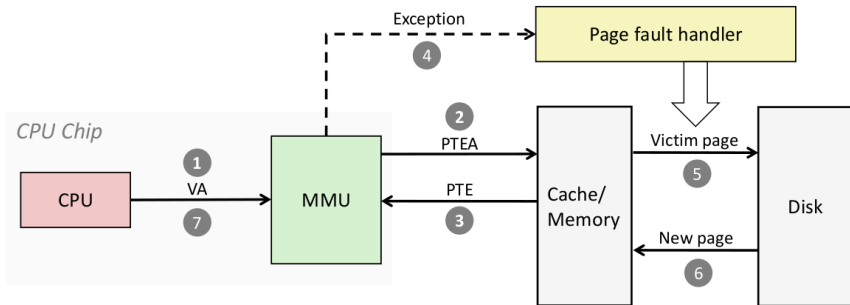 Exception
4
Page fault handler
CPU Chip
1
VA
7
CPU
MMU
2
PTEA
PTE
3
Cache/
Memory
Victim page
5
New page
6
Disk